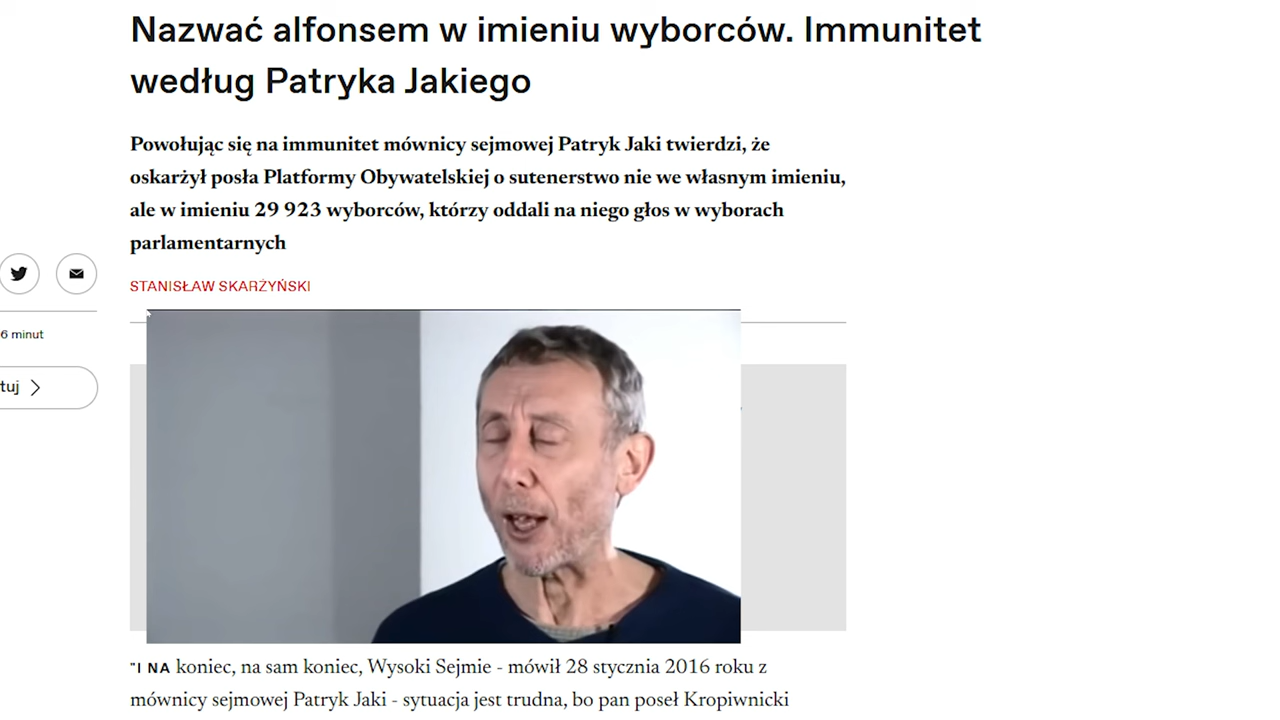 Nazwać alfonsem w imieniu wyborców. Immunitet
według Patryka Jakiego
Powołując się na immunitet mównicy sejmowej Patryk Jaki twierdzi, że
oskarżył posła Platformy Obywatelskiej o sutenerstwo nie we własnym imieniu,
ale w imieniu 29 923 wyborców, którzy oddali na niego głos w wyborach
parlamentarnych
STANISŁAW SKARŻYŃSKI
6 minut
tuj
"I NA koniec, na sam koniec, Wysoki Sejmie - mówił 28 stycznia 2016 roku z
mównicy sejmowej Patryk Jaki - sytuacja jest trudna, bo pan poseł Kropiwnicki